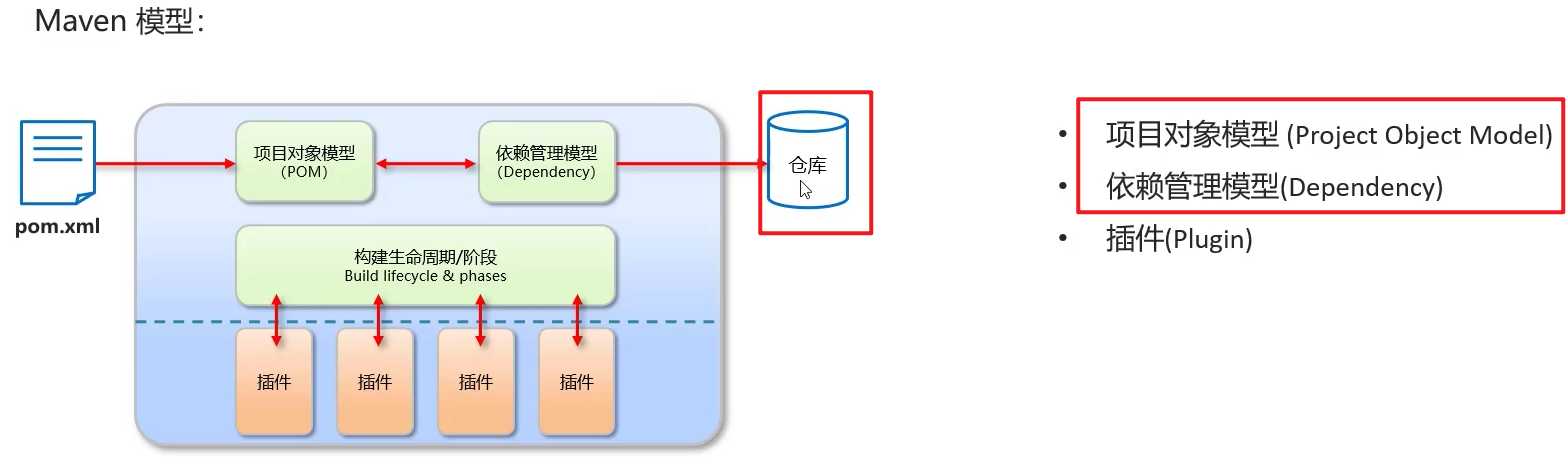 Maven 模型：
pom.xml
项目对象模型
（POM）
依赖管理模型
（Dependency）
仓库
构建生命周期/阶段
Build lifecycle & phases
插件
插件
插件
插件
• 项目对象模型 (Project Object Model)
• 依赖管理模型(Dependency)
• 插件(Plugin)